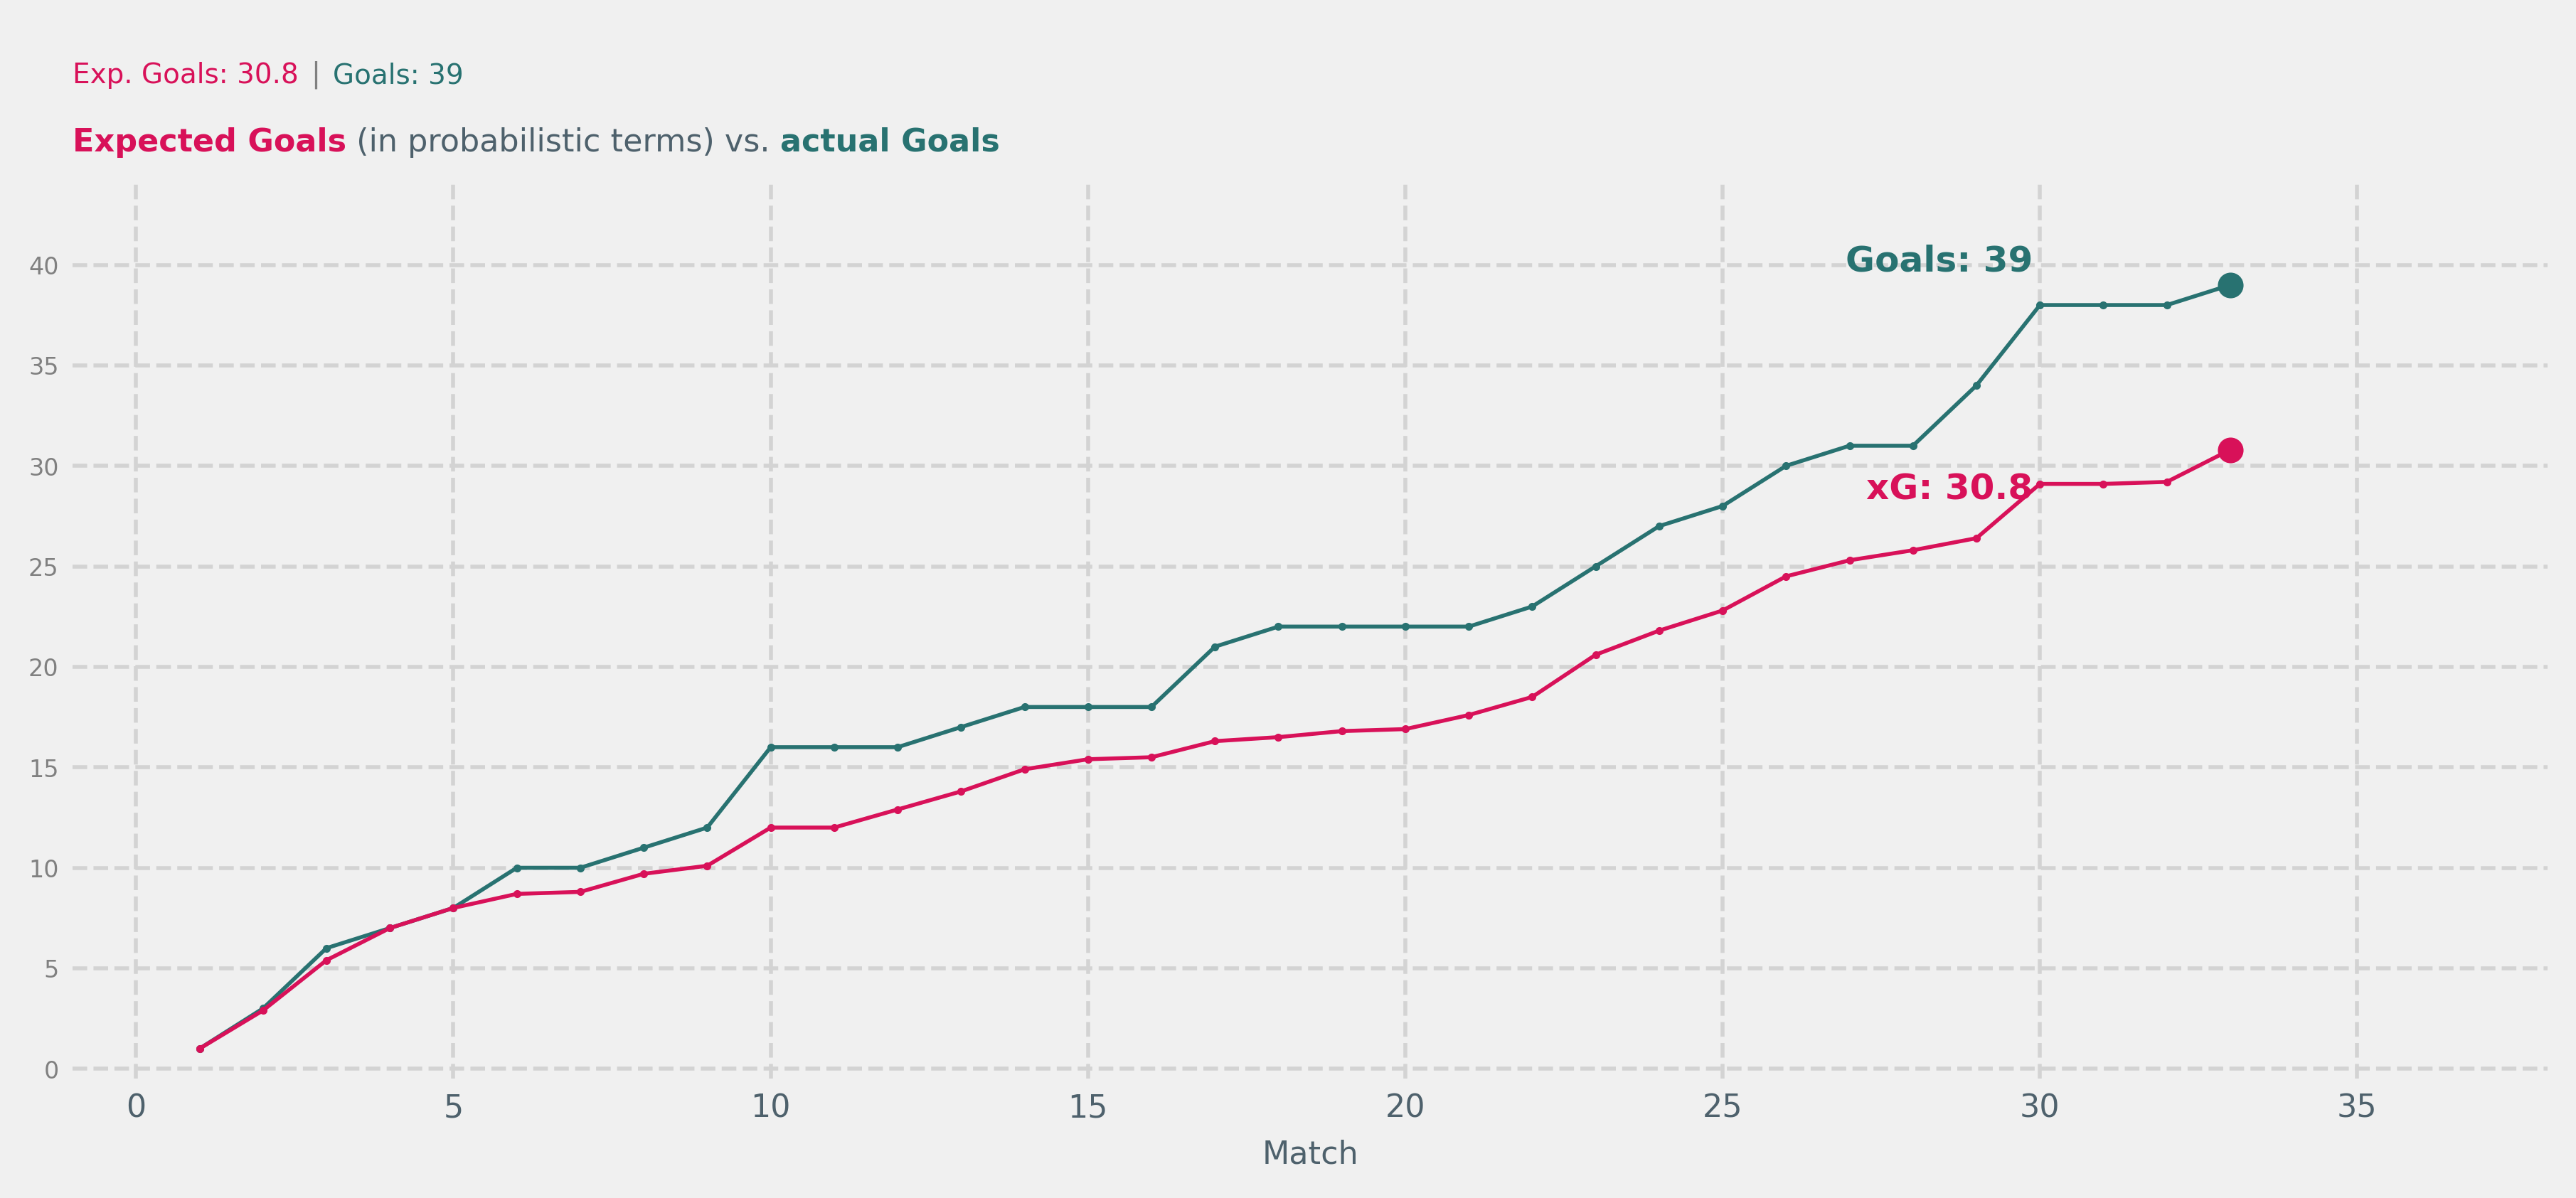 Exp. Goals: 30.8 | Goals: 39
Expected Goals (in probabilistic terms) vs. actual Goals
40
Goals: 39
35
30
xG: 30.8
25
20
15
10
5
0
0 5 10 15 20 25 30 35
Match